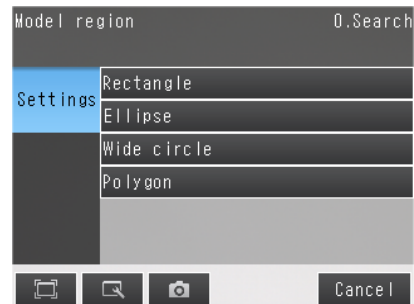 Model region 0.Search
Settings
Rectangle
Ellipse
Wide circle
Polygon
Cancel